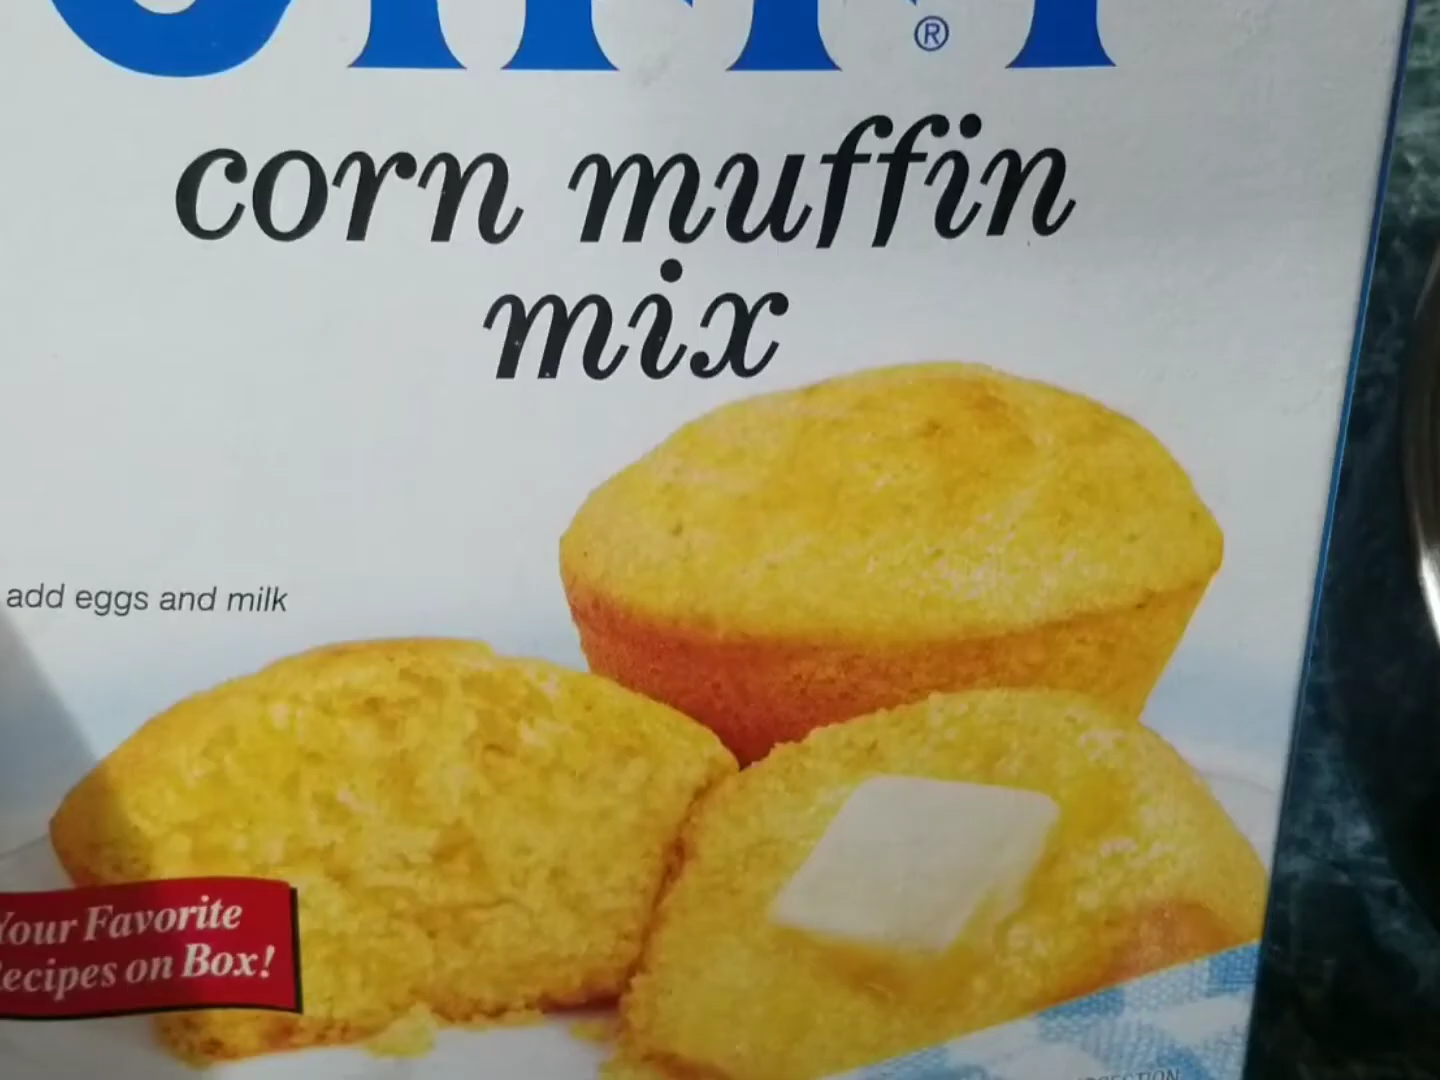 ®
corn muffin
mix
add eggs and milk
Your Favorite
Recipes on Box!